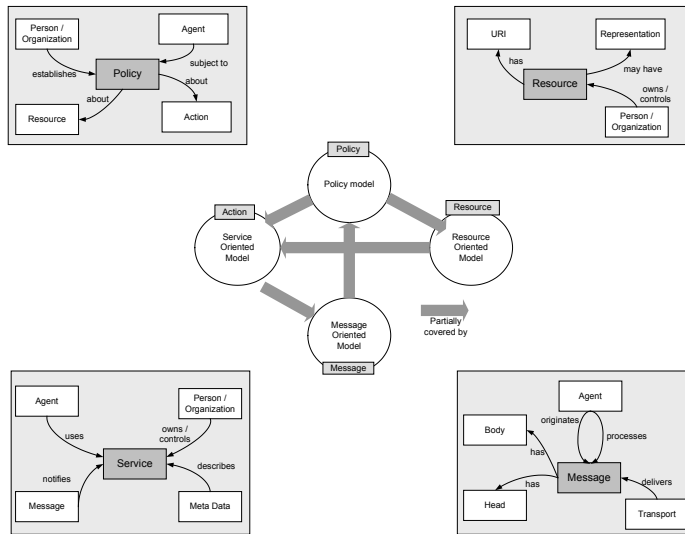 Person /
Organization
Agent
establishes
subject to
Policy
about
about
Resource
Action
URI
Representation
has
may have
Resource
owns /
controls
Person /
Organization
Policy
Policy model
Action
Resource
Service
Oriented
Model
Resource
Oriented
Model
Message
Oriented
Model
Partially
covered by
Message
Agent
Person /
Organization
uses
owns /
controls
Service
notifies
describes
Message
Meta Data
Agent
originates
processes
Body
has
Message
has
delivers
Head
Transport